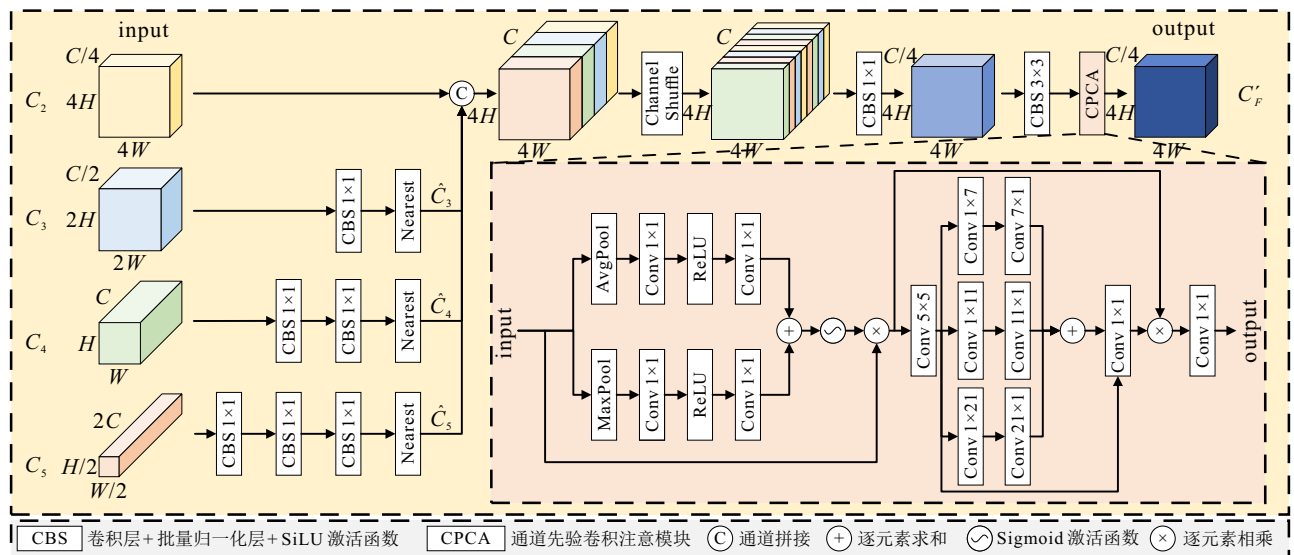 input
C/4
C₂
4H
4W
C/2
C₃
2H
2W
CBS 1×1
Nearest
Ĉ₃
C
C₄
H
W
CBS 1×1
CBS 1×1
Nearest
Ĉ₄
2C
C₅
H/2
W/2
CBS 1×1
CBS 1×1
CBS 1×1
Nearest
Ĉ₅
C
C
4H
4W
Channel
Shuffle
C
4H
4W
CBS 1×1
C/4
4H
4W
CBS 3×3
CPCA
output
C/4
4H
4W
C′F
input
AvgPool
Conv 1×1
ReLU
Conv 1×1
MaxPool
Conv 1×1
ReLU
Conv 1×1
+
×
Conv 5×5
Conv 1×7
Conv 7×1
Conv 1×11
Conv 11×1
Conv 1×21
Conv 21×1
+
Conv 1×1
×
Conv 1×1
output
CBS 卷积层+批量归一化层+SiLU 激活函数 CPCA 通道先验卷积注意模块 C 通道拼接 + 逐元素求和 Sigmoid 激活函数 × 逐元素相乘